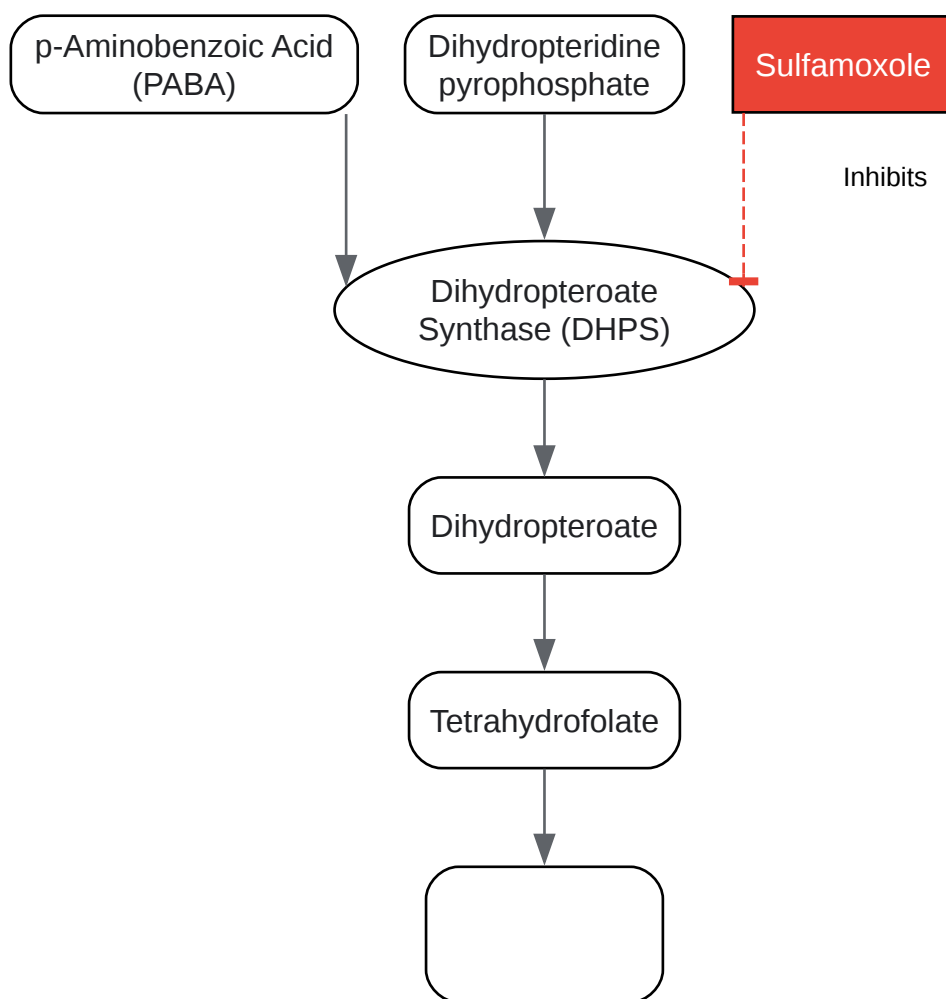 p-Aminobenzoic Acid
(PABA)
Dihydropteridine
pyrophosphate
Sulfamoxole
Inhibits
Dihydropteroate
Synthase (DHPS)
Dihydropteroate
Tetrahydrofolate